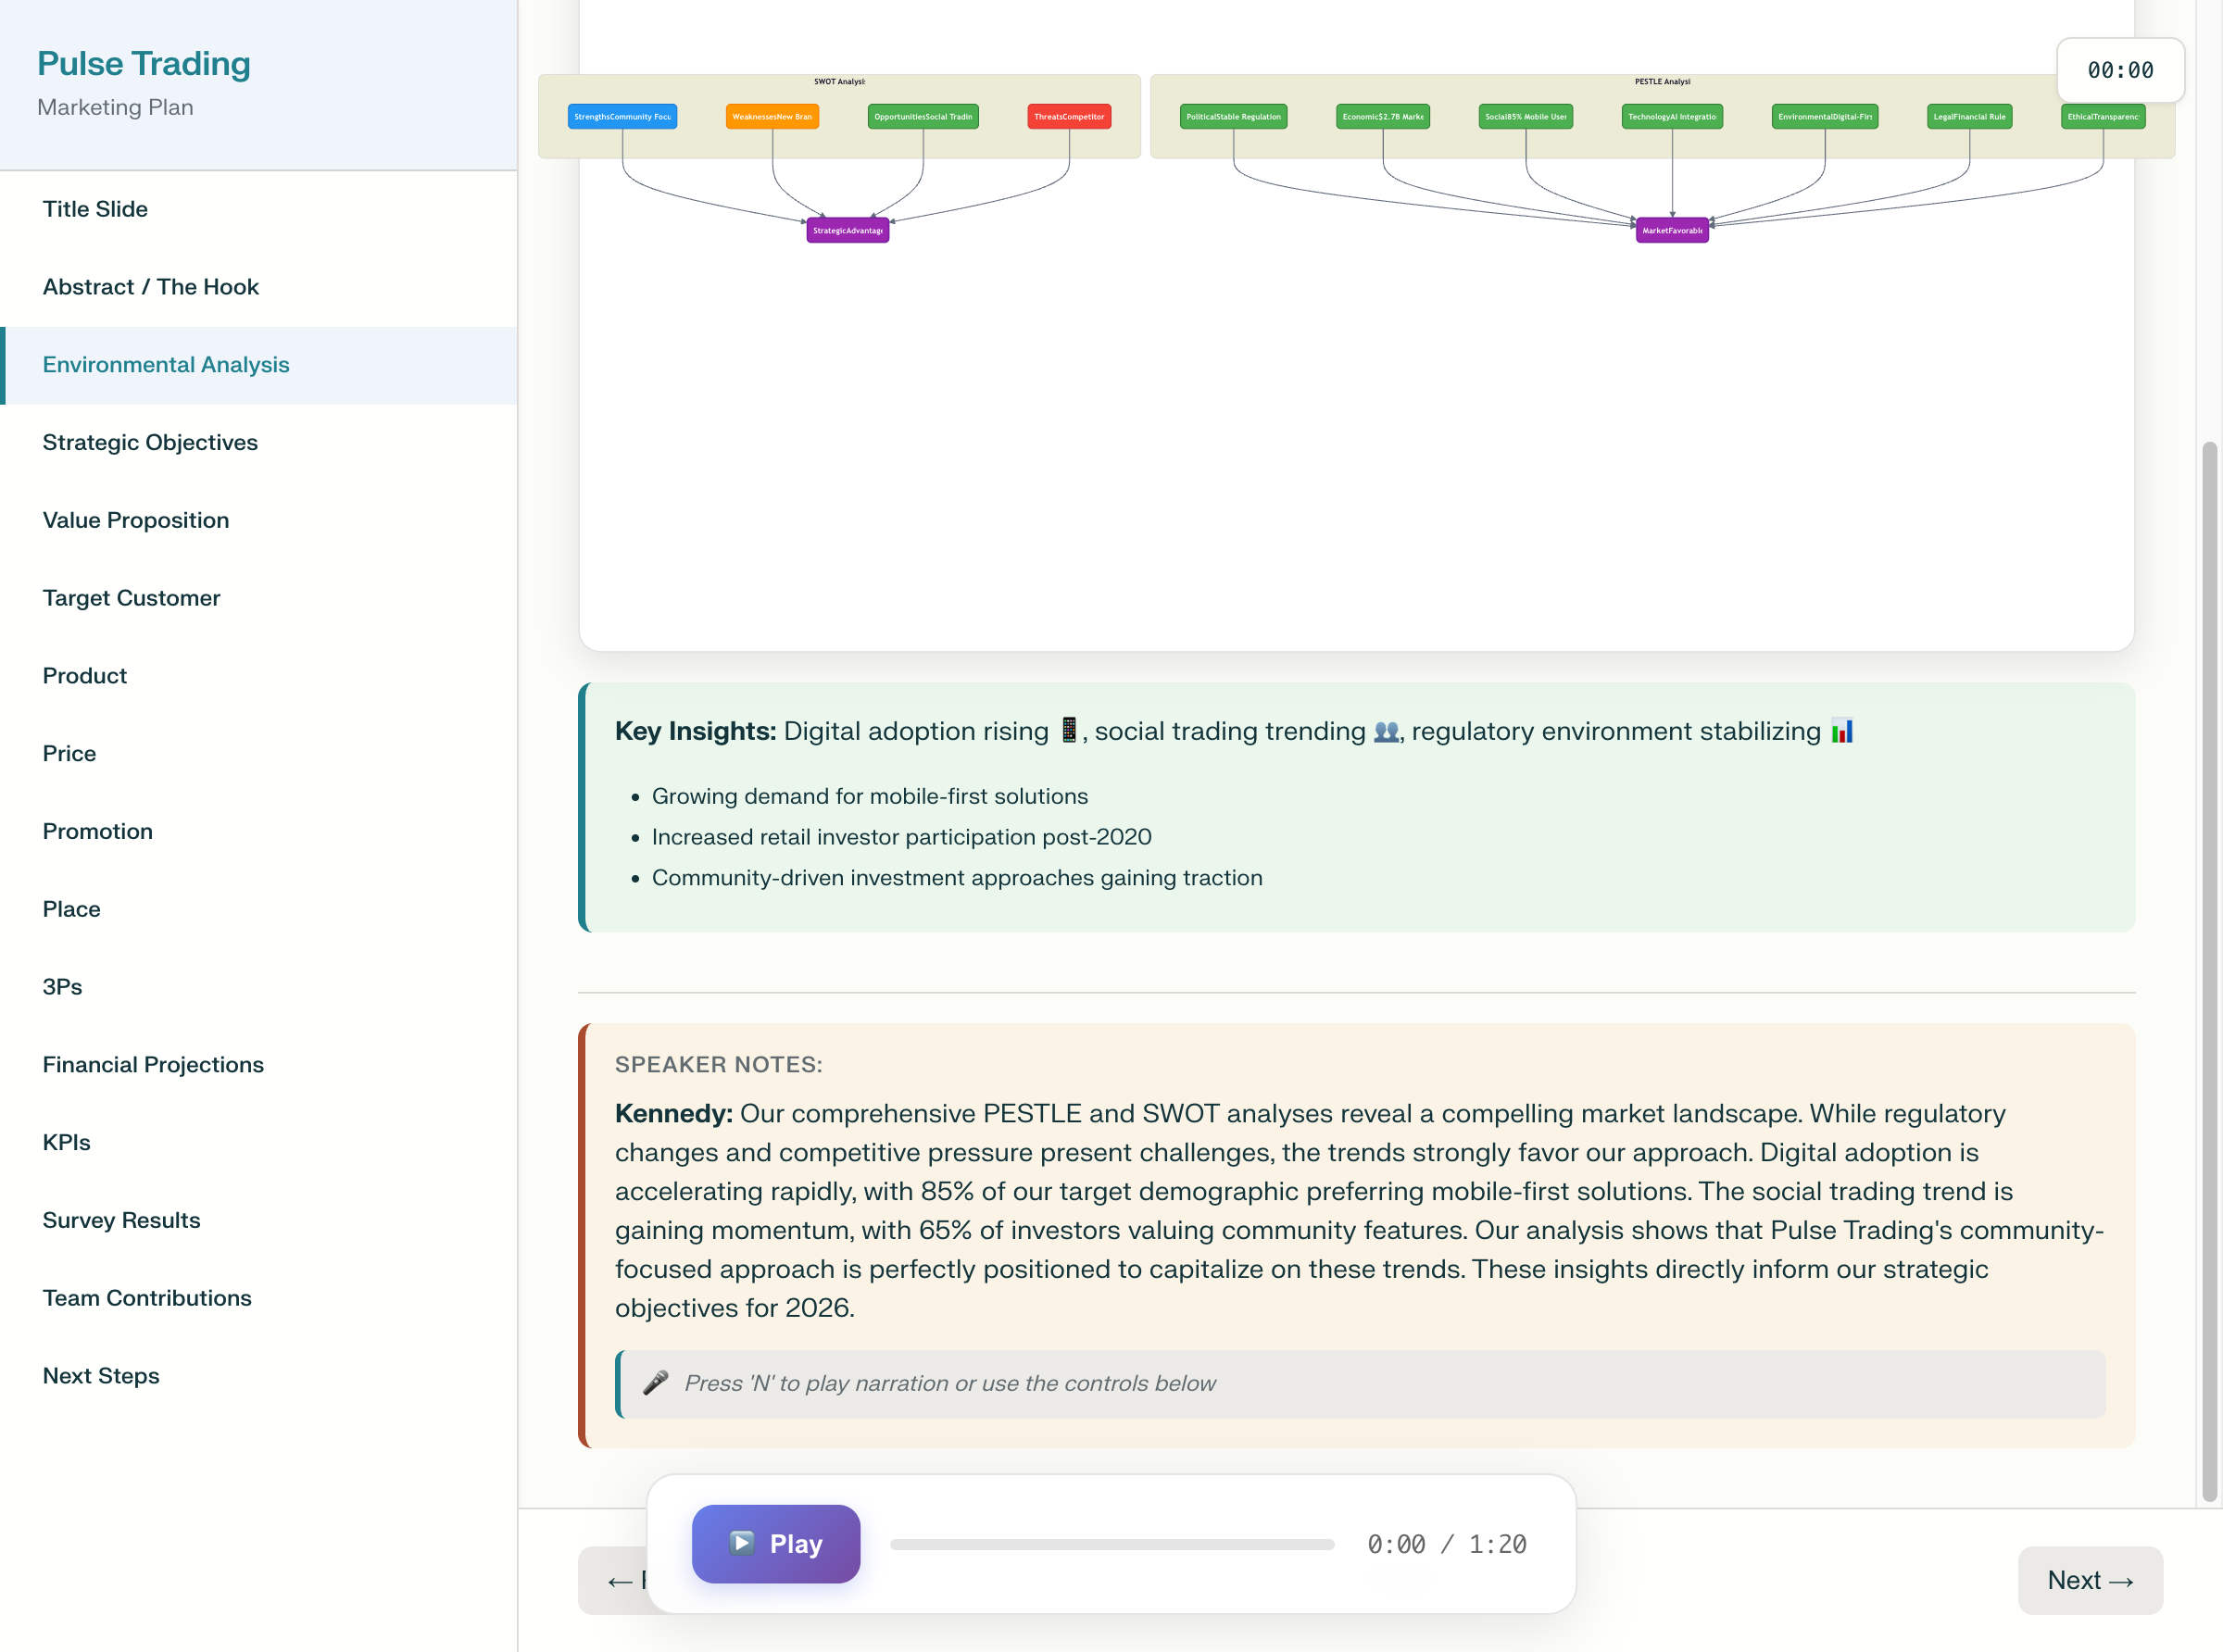 Pulse Trading
Marketing Plan
Title Slide
Abstract / The Hook
Environmental Analysis
Strategic Objectives
Value Proposition
Target Customer
Product
Price
Promotion
Place
3Ps
Financial Projections
KPIs
Survey Results
Team Contributions
Next Steps
00:00
SWOT Analysi
StrengthsCommunity Focu
WeaknessesNew Bran
OpportunitiesSocial Tradin
ThreatsCompetitor
StrategicAdvantag
PESTLE Analysi
PoliticalStable Regulation
Economic$2.7B Marke
Social85% Mobile User
TechnologyAI Integratio
EnvironmentalDigital-Fir
LegalFinancial Rule
EthicalTransparenc
MarketFavorabl
Key Insights: Digital adoption rising 📱, social trading trending 👥, regulatory environment stabilizing 📊
• Growing demand for mobile-first solutions
• Increased retail investor participation post-2020
• Community-driven investment approaches gaining traction
SPEAKER NOTES:
Kennedy: Our comprehensive PESTLE and SWOT analyses reveal a compelling market landscape. While regulatory
changes and competitive pressure present challenges, the trends strongly favor our approach. Digital adoption is
accelerating rapidly, with 85% of our target demographic preferring mobile-first solutions. The social trading trend is
gaining momentum, with 65% of investors valuing community features. Our analysis shows that Pulse Trading's community-
focused approach is perfectly positioned to capitalize on these trends. These insights directly inform our strategic
objectives for 2026.
🎤 Press 'N' to play narration or use the controls below
▶️ Play
0:00 / 1:20
←
Next →